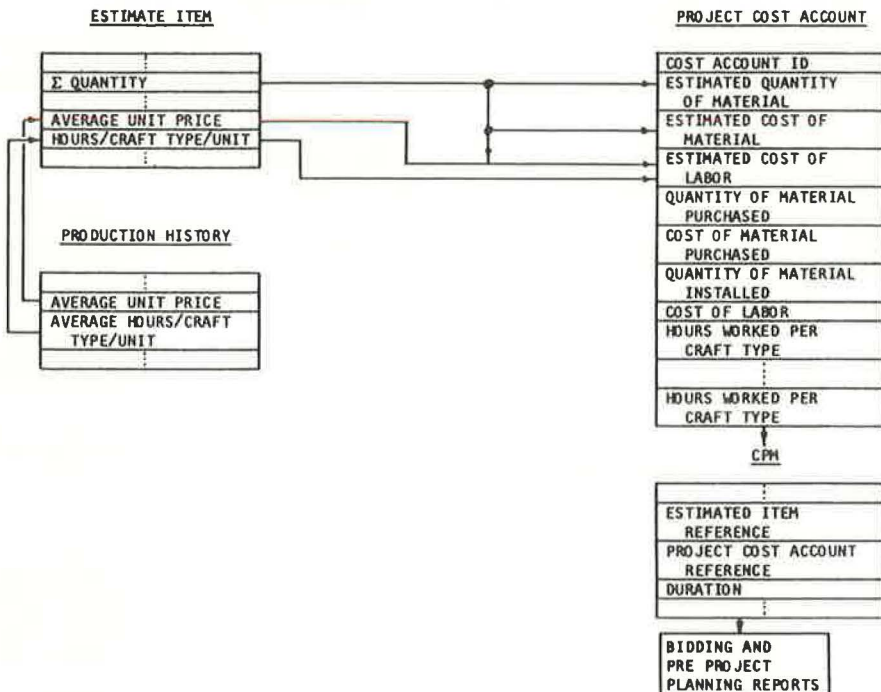 ESTIMATE ITEM
Σ QUANTITY
AVERAGE UNIT PRICE
HOURS/CRAFT TYPE/UNIT
PRODUCTION HISTORY
AVERAGE UNIT PRICE
AVERAGE HOURS/CRAFT
TYPE/UNIT
PROJECT COST ACCOUNT
COST ACCOUNT ID
ESTIMATED QUANTITY
OF MATERIAL
ESTIMATED COST OF
MATERIAL
ESTIMATED COST OF
LABOR
QUANTITY OF MATERIAL
PURCHASED
COST OF MATERIAL
PURCHASED
QUANTITY OF MATERIAL
INSTALLED
COST OF LABOR
HOURS WORKED PER
CRAFT TYPE
HOURS WORKED PER
CRAFT TYPE
CPM
ESTIMATED ITEM
REFERENCE
PROJECT COST ACCOUNT
REFERENCE
DURATION
BIDDING AND
PRE PROJECT
PLANNING REPORTS